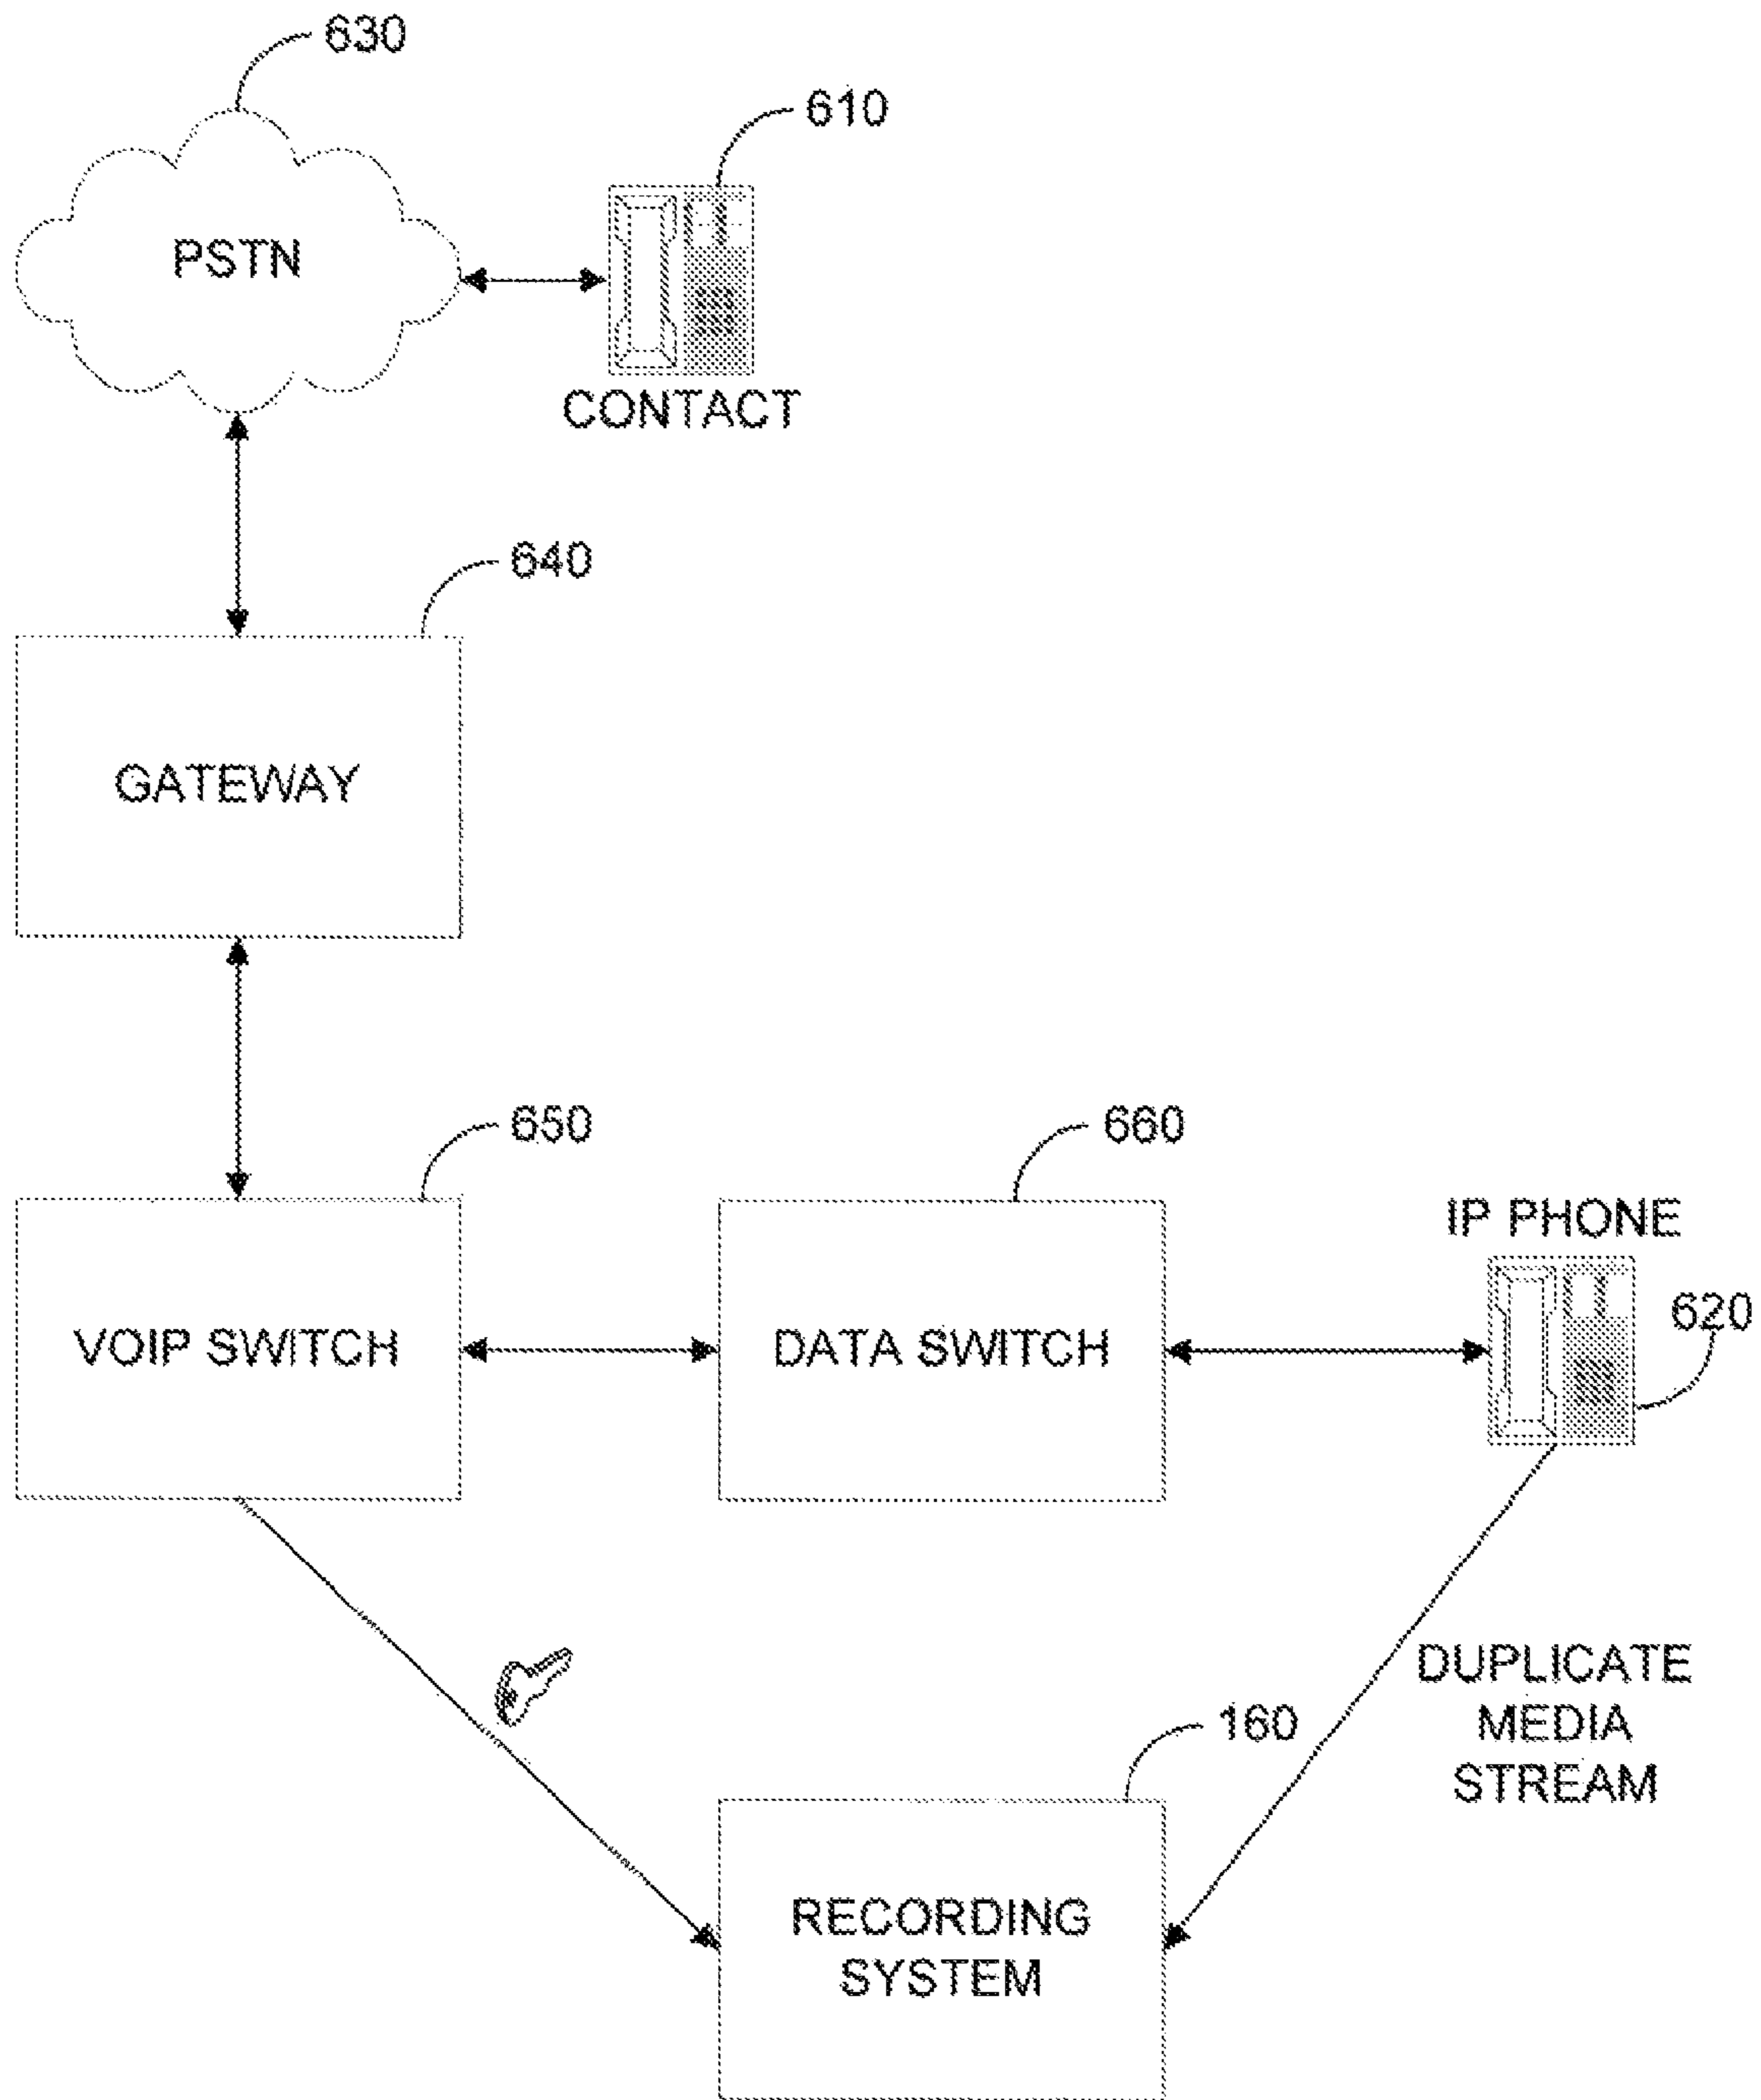 630
610
PSTN
CONTACT
640
GATEWAY
650
660
IP PHONE
620
VOIP SWITCH
DATA SWITCH
DUPLICATE
MEDIA
STREAM
160
RECORDING
SYSTEM